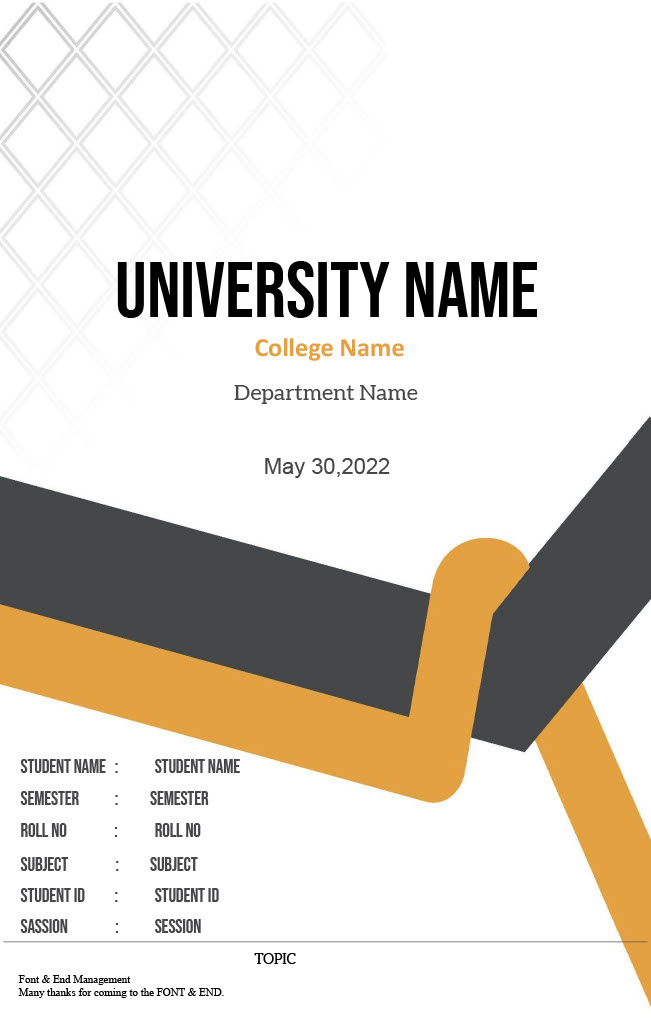 UNIVERSITY NAME
College Name
Department Name
May 30,2022
STUDENT NAME : STUDENT NAME
SEMESTER : SEMESTER
ROLL NO : ROLL NO
SUBJECT : SUBJECT
STUDENT ID : STUDENT ID
SASSION : SESSION
TOPIC
Font & End Management
Many thanks for coming to the FONT & END.